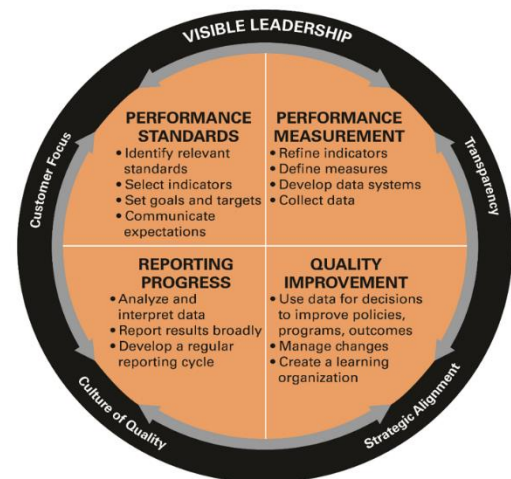 VISIBLE LEADERSHIP
Customer Focus
Transparency
PERFORMANCE
STANDARDS
• Identify relevant
standards
• Select indicators
• Set goals and targets
• Communicate
expectations
PERFORMANCE
MEASUREMENT
• Refine indicators
• Define measures
• Develop data systems
• Collect data
REPORTING
PROGRESS
• Analyze and
interpret data
• Report results broadly
• Develop a regular
reporting cycle
QUALITY
IMPROVEMENT
• Use data for decisions
to improve policies,
programs, outcomes
• Manage changes
• Create a learning
organization
Culture of Quality
Strategic Alignment